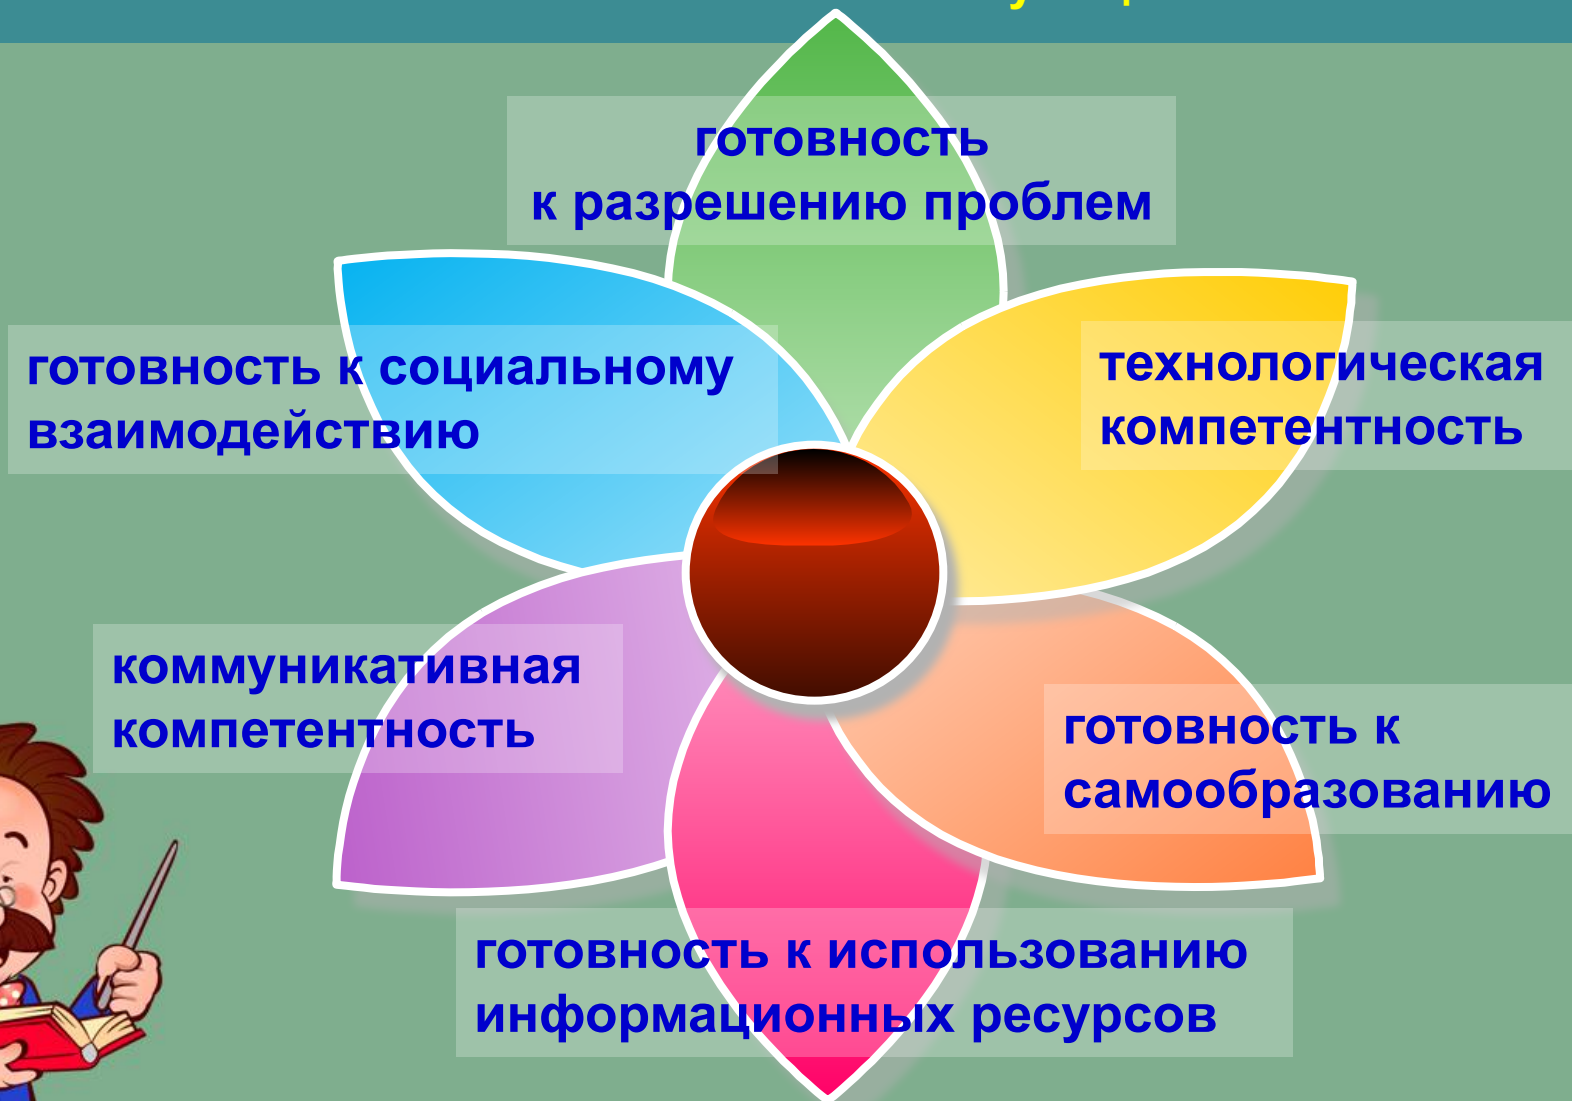 готовность
к разрешению проблем
готовность к социальному
взаимодействию
технологическая
компетентность
коммуникативная
компетентность
готовность к
самообразованию
готовность к использованию
информационных ресурсов